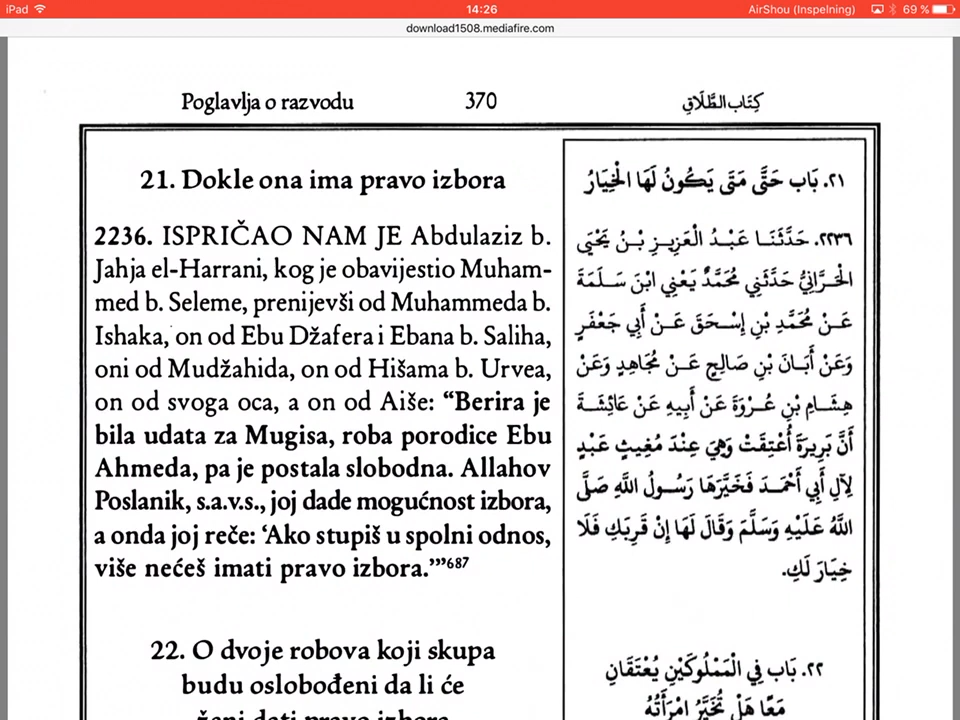 iPad 14:26 AirShou (Inspelning) 69 %
download1508.mediafire.com
Poglavlja o razvodu 370 كِتَاب الطَّلَاقِ
21. Dokle ona ima pravo izbora
2236. ISPRIČAO NAM JE Abdulaziz b.
Jahja el-Harrani, kog je obavijestio Muham-
med b. Seleme, prenijevši od Muhammeda b.
Ishaka, on od Ebu Džafera i Ebana b. Saliha,
oni od Mudžahida, on od Hišama b. Urvea,
on od svoga oca, a on od Aiše: “Berira je
bila udata za Mugisa, roba porodice Ebu
Ahmeda, pa je postala slobodna. Allahov
Poslanik, s.a.v.s., joj dade mogućnost izbora,
a onda joj reče: ‘Ako stupiš u spolni odnos,
više nećeš imati pravo izbora.’”687
22. O dvoje robova koji skupa
budu oslobođeni da li će
ženi dati pravo izbora
٢١. بَاب حَتَّى مَتَى يَكُونُ لَهَا الْخِيَارُ
٢٢٣٦. حَدَّثَنَا عَبْدُ الْعَزِيزِ بْنُ يَحْيَى
الْحَرَّانِيُّ حَدَّثَنِي مُحَمَّدٌ يَعْنِي ابْنَ سَلَمَةَ
عَنْ مُحَمَّدِ بْنِ إِسْحَقَ عَنْ أَبِي جَعْفَرٍ
وَعَنْ أَبَانَ بْنِ صَالِحٍ عَنْ مُجَاهِدٍ وَعَنْ
هِشَامِ بْنِ عُرْوَةَ عَنْ أَبِيهِ عَنْ عَائِشَةَ
أَنَّ بَرِيرَةَ أُعْتِقَتْ وَهِيَ عِنْدَ مُغِيثٍ عَبْدٍ
لِآلِ أَبِي أَحْمَدَ فَخَيَّرَهَا رَسُولُ اللَّهِ صَلَّى
اللَّهُ عَلَيْهِ وَسَلَّمَ وَقَالَ لَهَا إِنْ قَرِبَكِ فَلَا
خِيَارَ لَكِ.
٢٢. بَاب فِي الْمَمْلُوكَيْنِ يُعْتَقَانِ
مَعًا هَلْ تُخَيَّرُ امْرَأَتُهُ